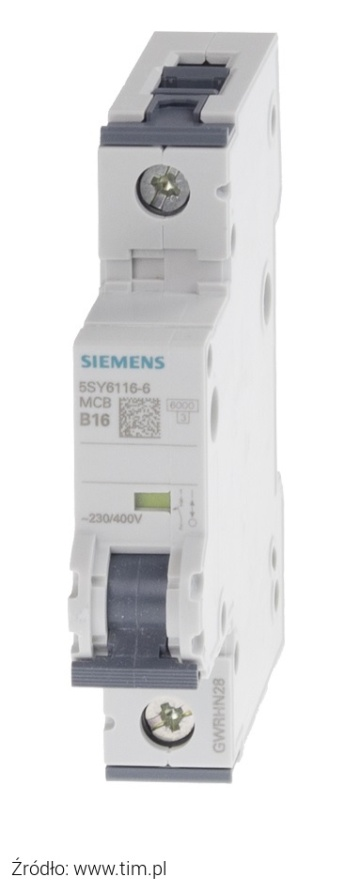 SIEMENS
5SY6116-6
MCB
B16
6000
3
~230/400V
GWRHN28
Źródło: www.tim.pl